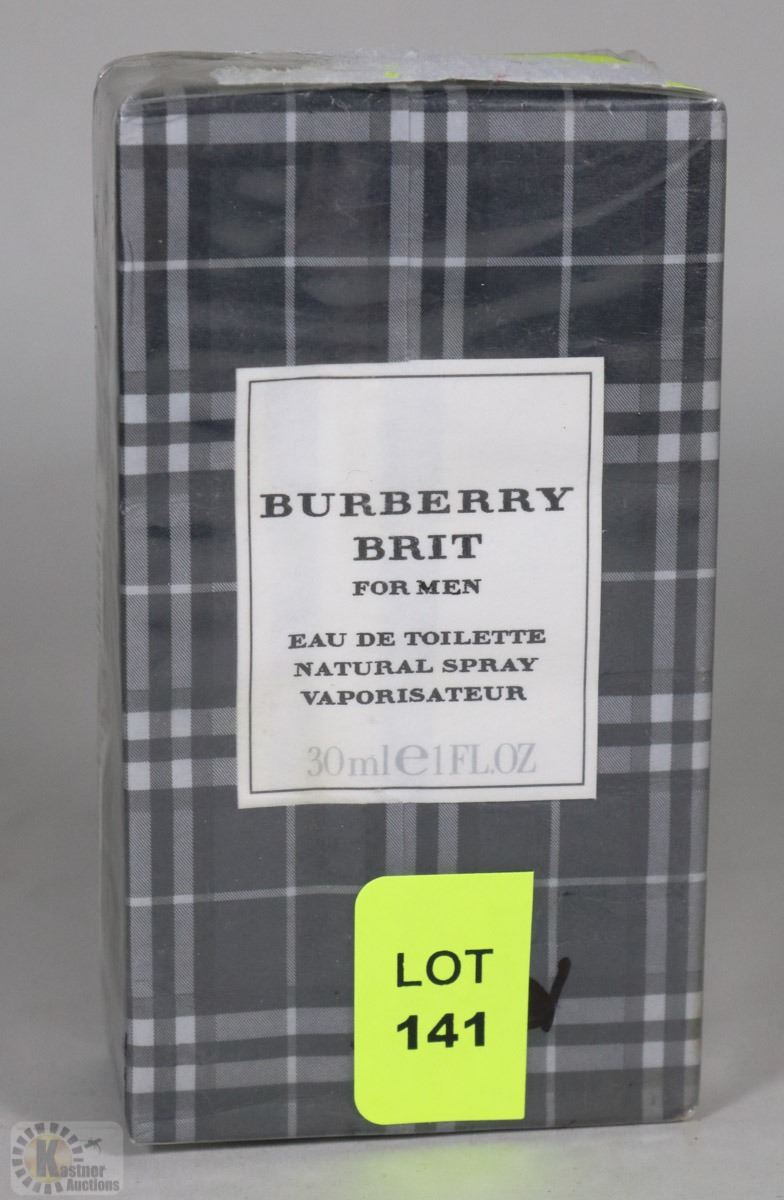 BURBERRY
BRIT
FOR MEN
EAU DE TOILETTE
NATURAL SPRAY
VAPORISATEUR
30ml e 1FL.OZ
LOT
141
Kastner
Auctions